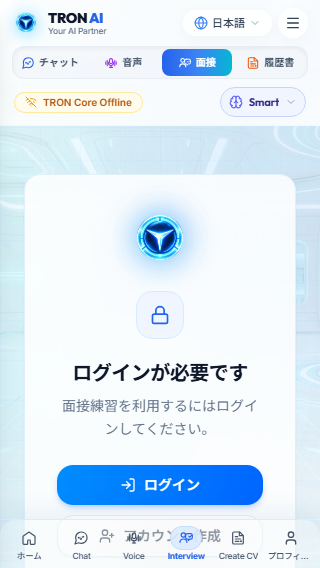 TRON AI
Your AI Partner
日本語
チャット
音声
面接
履歴書
TRON Core Offline
Smart
ログインが必要です
面接練習を利用するにはログイ
ンしてください。
ログイン
アカウント作成
ホーム
Chat
Voice
Interview
Create CV
プロフィ...